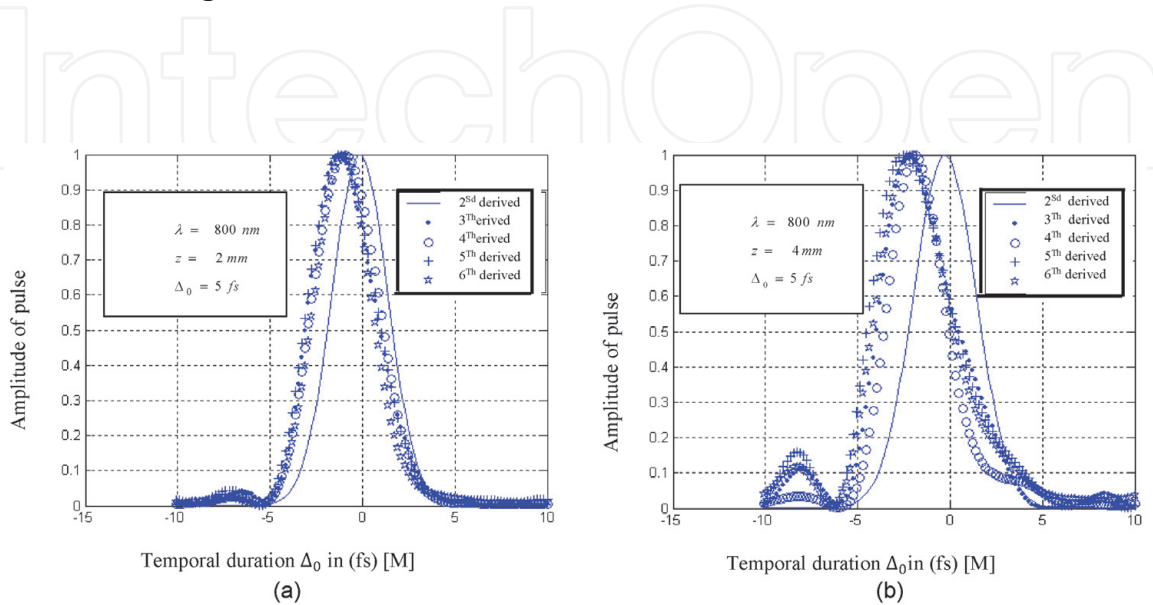 IntechOpen
1
0.9
0.8
0.7
0.6
0.5
0.4
0.3
0.2
0.1
0
-15
-10
-5
0
5
10
λ = 800 nm
z = 2 mm
Δ₀ = 5 fs
2ˢᵈ derived
3ᵀʰerived
4ᵀʰerived
5ᵀʰ derived
6ᵀʰ derived
Amplitude of pulse
Temporal duration Δ₀ in (fs) [M]
(a)
1
0.9
0.8
0.7
0.6
0.5
0.4
0.3
0.2
0.1
0
-15
-10
-5
0
5
10
λ = 800 nm
z = 4 mm
Δ₀ = 5 fs
2ˢᵈ derived
3ᵀʰ derived
4ᵀʰ derived
5ᵀʰ derived
6ᵀʰ derived
Amplitude of pulse
Temporal duration Δ₀in (fs) [M]
(b)